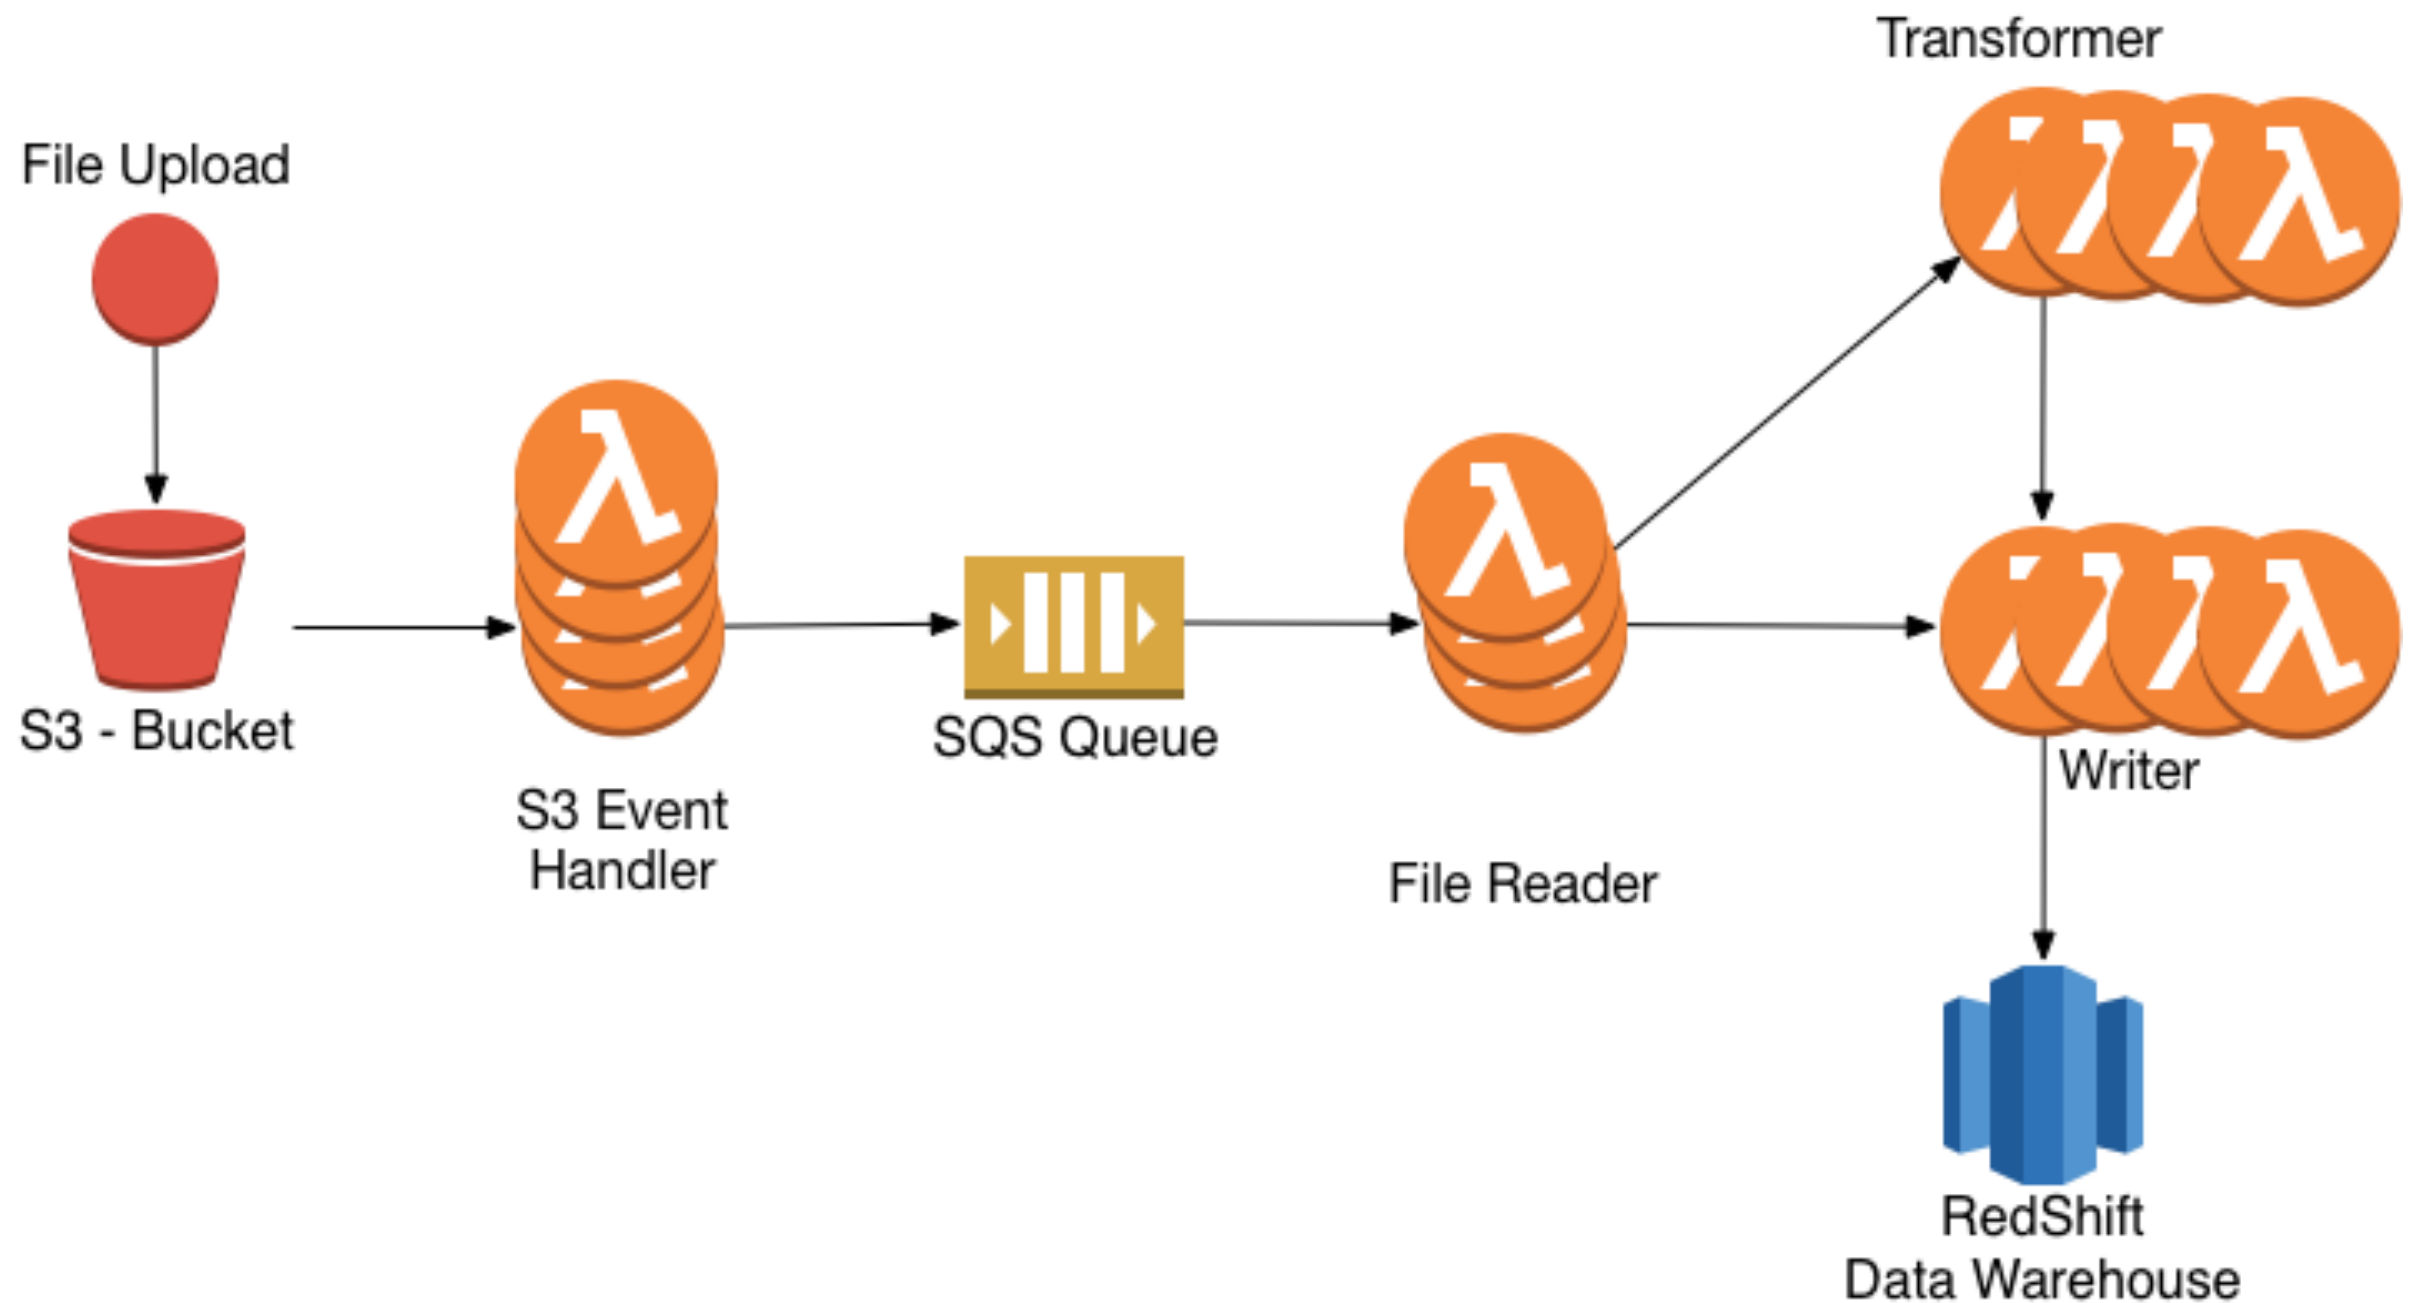 Transformer
File Upload
S3 - Bucket
SQS Queue
Writer
S3 Event
Handler
File Reader
RedShift
Data Warehouse